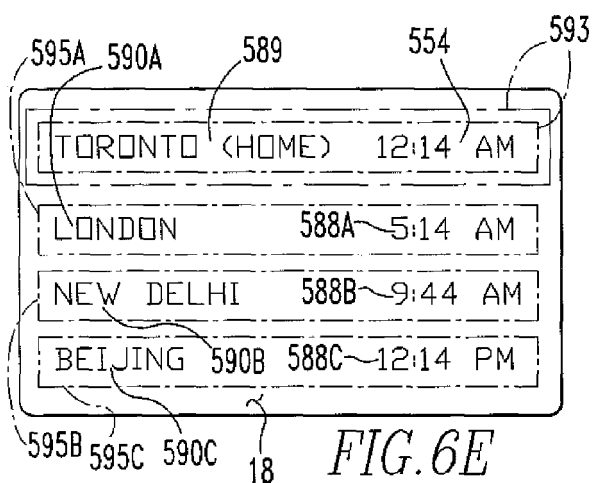 593
595A 590A 589 554
TORONTO (HOME) 12:14 AM
LONDON 588A 5:14 AM
NEW DELHI 588B 9:44 AM
BEIJING 590B 588C 12:14 PM
595B 595C 590C 18 FIG. 6E